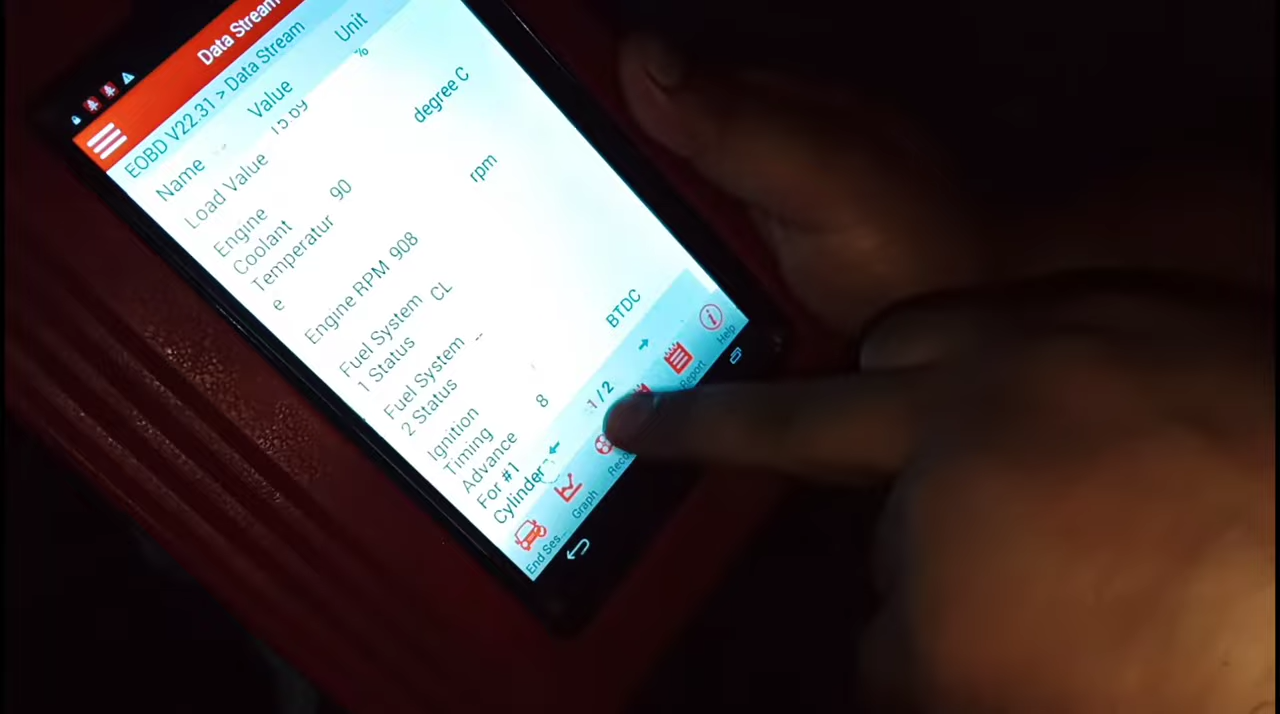 Data Stream
EOBD V22.31 > Data Stream
Name Value Unit
Load Value %
Engine
Coolant
Temperatur 90 degree C
e
Engine RPM 908 rpm
Fuel System CL
1 Status
Fuel System --
2 Status
Ignition
Timing
Advance 8 BTDC
For #1
Cylinder
1 / 2
End Ses... Graph Report Help